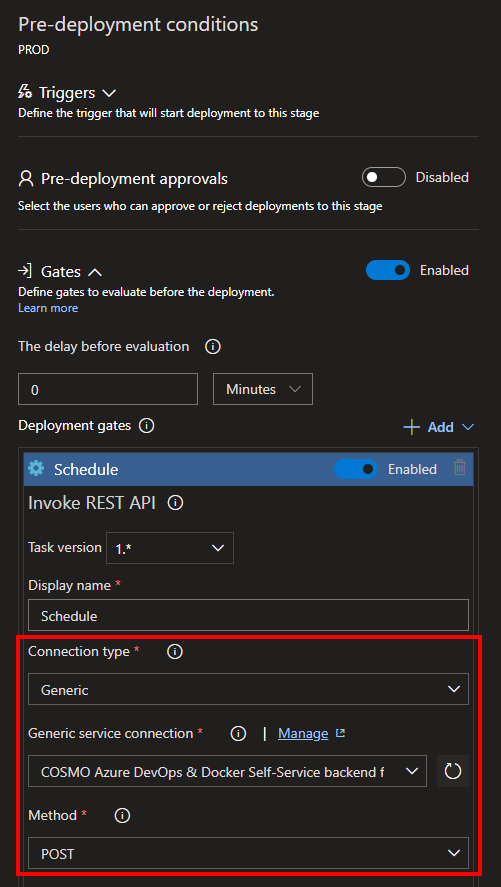 Pre-deployment conditions
PROD
Triggers
Define the trigger that will start deployment to this stage
Pre-deployment approvals
Disabled
Select the users who can approve or reject deployments to this stage
Gates
Enabled
Define gates to evaluate before the deployment.
Learn more
The delay before evaluation
0
Minutes
Deployment gates
Add
Schedule
Enabled
Invoke REST API
Task version
1.*
Display name *
Schedule
Connection type *
Generic
Generic service connection * | Manage
COSMO Azure DevOps & Docker Self-Service backend f
Method *
POST